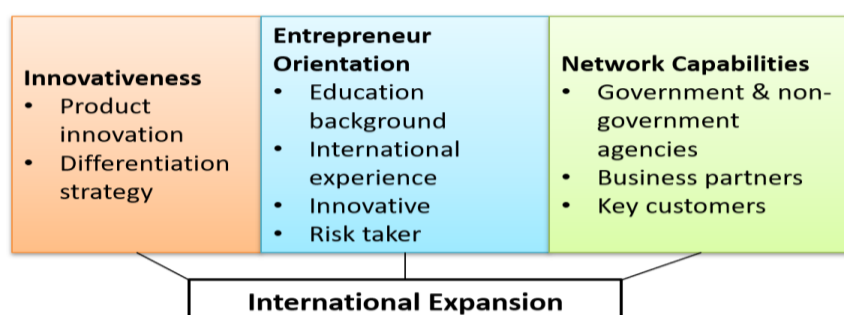 Innovativeness
• Product
innovation
• Differentiation
strategy
Entrepreneur
Orientation
• Education
background
• International
experience
• Innovative
• Risk taker
Network Capabilities
• Government & non-
government
agencies
• Business partners
• Key customers
International Expansion